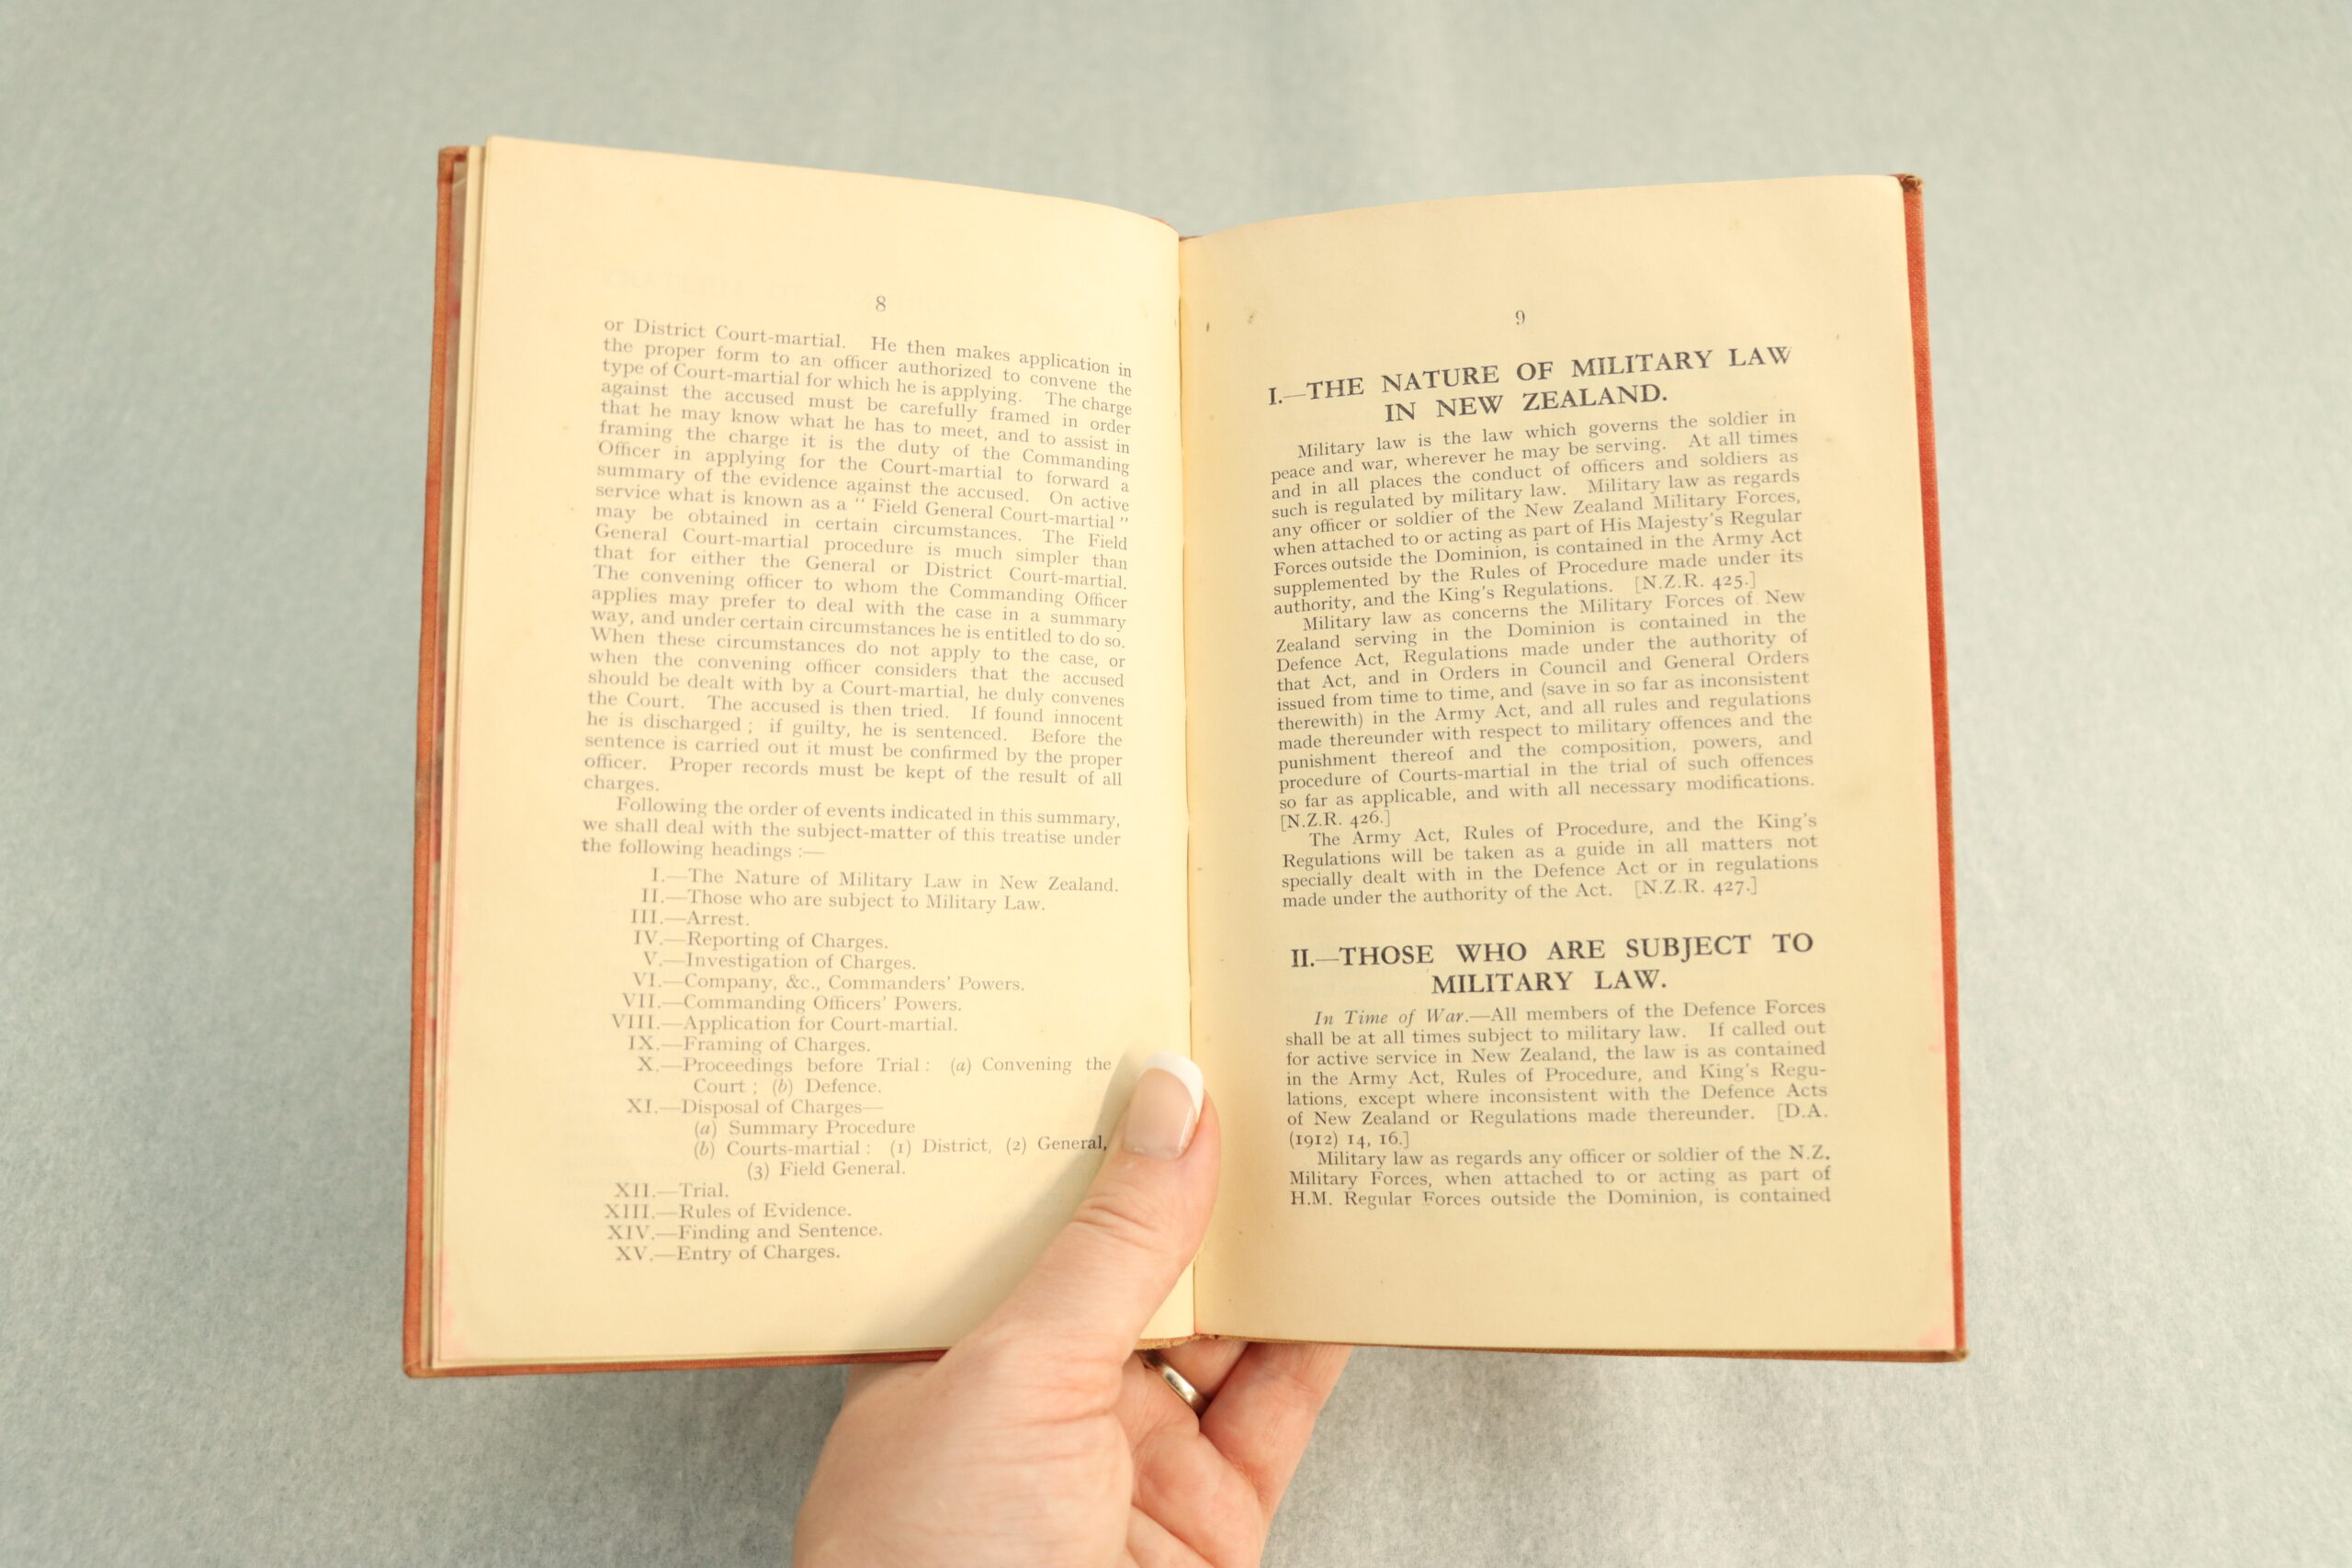 8
or District Court-martial. He then makes application in
the proper form to an officer authorized to convene the
type of Court-martial for which he is applying. The charge
against the accused must be carefully framed in order
that he may know what he has to meet, and to assist in
framing the charge it is the duty of the Commanding
Officer in applying for the Court-martial to forward a
summary of the evidence against the accused. On active
service what is known as a “ Field General Court-martial ”
may be obtained in certain circumstances. The Field
General Court-martial procedure is much simpler than
that for either the General or District Court-martial.
The convening officer to whom the Commanding Officer
applies may prefer to deal with the case in a summary
way, and under certain circumstances he is entitled to do so.
When these circumstances do not apply to the case, or
when the convening officer considers that the accused
should be dealt with by a Court-martial, he duly convenes
the Court. The accused is then tried. If found innocent
he is discharged ; if guilty, he is sentenced. Before the
sentence is carried out it must be confirmed by the proper
officer. Proper records must be kept of the result of all
charges.
Following the order of events indicated in this summary,
we shall deal with the subject-matter of this treatise under
the following headings :—
I.—The Nature of Military Law in New Zealand.
II.—Those who are subject to Military Law.
III.—Arrest.
IV.—Reporting of Charges.
V.—Investigation of Charges.
VI.—Company, &c., Commanders’ Powers.
VII.—Commanding Officers’ Powers.
VIII.—Application for Court-martial.
IX.—Framing of Charges.
X.—Proceedings before Trial : (a) Convening the
Court ; (b) Defence.
XI.—Disposal of Charges—
(a) Summary Procedure
(b) Courts-martial : (1) District, (2) General,
(3) Field General.
XII.—Trial.
XIII.—Rules of Evidence.
XIV.—Finding and Sentence.
XV.—Entry of Charges.
9
I.—THE NATURE OF MILITARY LAW
IN NEW ZEALAND.
Military law is the law which governs the soldier in
peace and war, wherever he may be serving. At all times
and in all places the conduct of officers and soldiers as
such is regulated by military law. Military law as regards
any officer or soldier of the New Zealand Military Forces,
when attached to or acting as part of His Majesty’s Regular
Forces outside the Dominion, is contained in the Army Act
supplemented by the Rules of Procedure made under its
authority, and the King’s Regulations. [N.Z.R. 425.]
Military law as concerns the Military Forces of New
Zealand serving in the Dominion is contained in the
Defence Act, Regulations made under the authority of
that Act, and in Orders in Council and General Orders
issued from time to time, and (save in so far as inconsistent
therewith) in the Army Act, and all rules and regulations
made thereunder with respect to military offences and the
punishment thereof and the composition, powers, and
procedure of Courts-martial in the trial of such offences
so far as applicable, and with all necessary modifications.
[N.Z.R. 426.]
The Army Act, Rules of Procedure, and the King’s
Regulations will be taken as a guide in all matters not
specially dealt with in the Defence Act or in regulations
made under the authority of the Act. [N.Z.R. 427.]
II.—THOSE WHO ARE SUBJECT TO
MILITARY LAW.
In Time of War.—All members of the Defence Forces
shall be at all times subject to military law. If called out
for active service in New Zealand, the law is as contained
in the Army Act, Rules of Procedure, and King’s Regu-
lations, except where inconsistent with the Defence Acts
of New Zealand or Regulations made thereunder. [D.A.
(1912) 14, 16.]
Military law as regards any officer or soldier of the N.Z.
Military Forces, when attached to or acting as part of
H.M. Regular Forces outside the Dominion, is contained